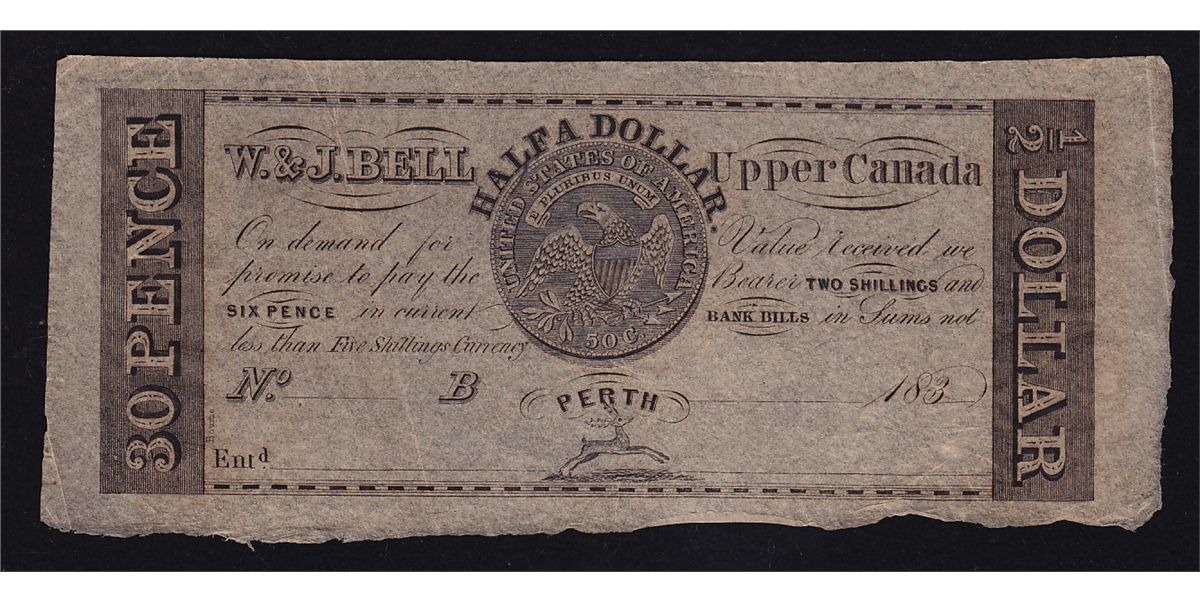 30 PENCE
HALF A DOLLAR.
W. & J. BELL
Upper Canada
UNITED STATES OF AMERICA
E PLURIBUS UNUM
50 C.
On demand for Value received we
promise to pay the Bearer TWO SHILLINGS and
SIX PENCE in current BANK BILLS in Sums not
less than Five Shillings Currency
No. B 183
PERTH
Entd.
Bourne
1/2 DOLLAR